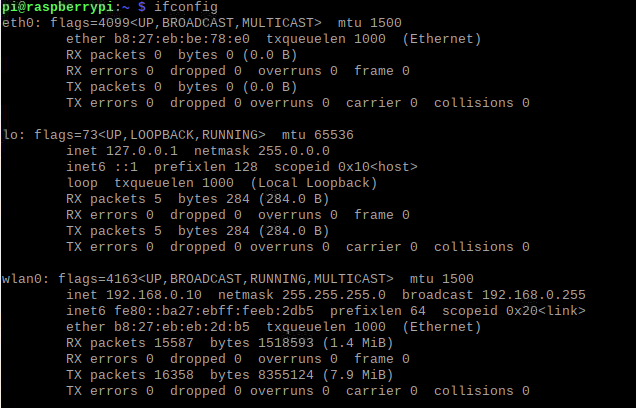 pi@raspberrypi:~ $ ifconfig
eth0: flags=4099<UP,BROADCAST,MULTICAST>  mtu 1500
        ether b8:27:eb:be:78:e0  txqueuelen 1000  (Ethernet)
        RX packets 0  bytes 0 (0.0 B)
        RX errors 0  dropped 0  overruns 0  frame 0
        TX packets 0  bytes 0 (0.0 B)
        TX errors 0  dropped 0 overruns 0  carrier 0  collisions 0

lo: flags=73<UP,LOOPBACK,RUNNING>  mtu 65536
        inet 127.0.0.1  netmask 255.0.0.0
        inet6 ::1  prefixlen 128  scopeid 0x10<host>
        loop  txqueuelen 1000  (Local Loopback)
        RX packets 5  bytes 284 (284.0 B)
        RX errors 0  dropped 0  overruns 0  frame 0
        TX packets 5  bytes 284 (284.0 B)
        TX errors 0  dropped 0 overruns 0  carrier 0  collisions 0

wlan0: flags=4163<UP,BROADCAST,RUNNING,MULTICAST>  mtu 1500
        inet 192.168.0.10  netmask 255.255.255.0  broadcast 192.168.0.255
        inet6 fe80::ba27:ebff:feeb:2db5  prefixlen 64  scopeid 0x20<link>
        ether b8:27:eb:eb:2d:b5  txqueuelen 1000  (Ethernet)
        RX packets 15587  bytes 1518593 (1.4 MiB)
        RX errors 0  dropped 0  overruns 0  frame 0
        TX packets 16358  bytes 8355124 (7.9 MiB)
        TX errors 0  dropped 0 overruns 0  carrier 0  collisions 0